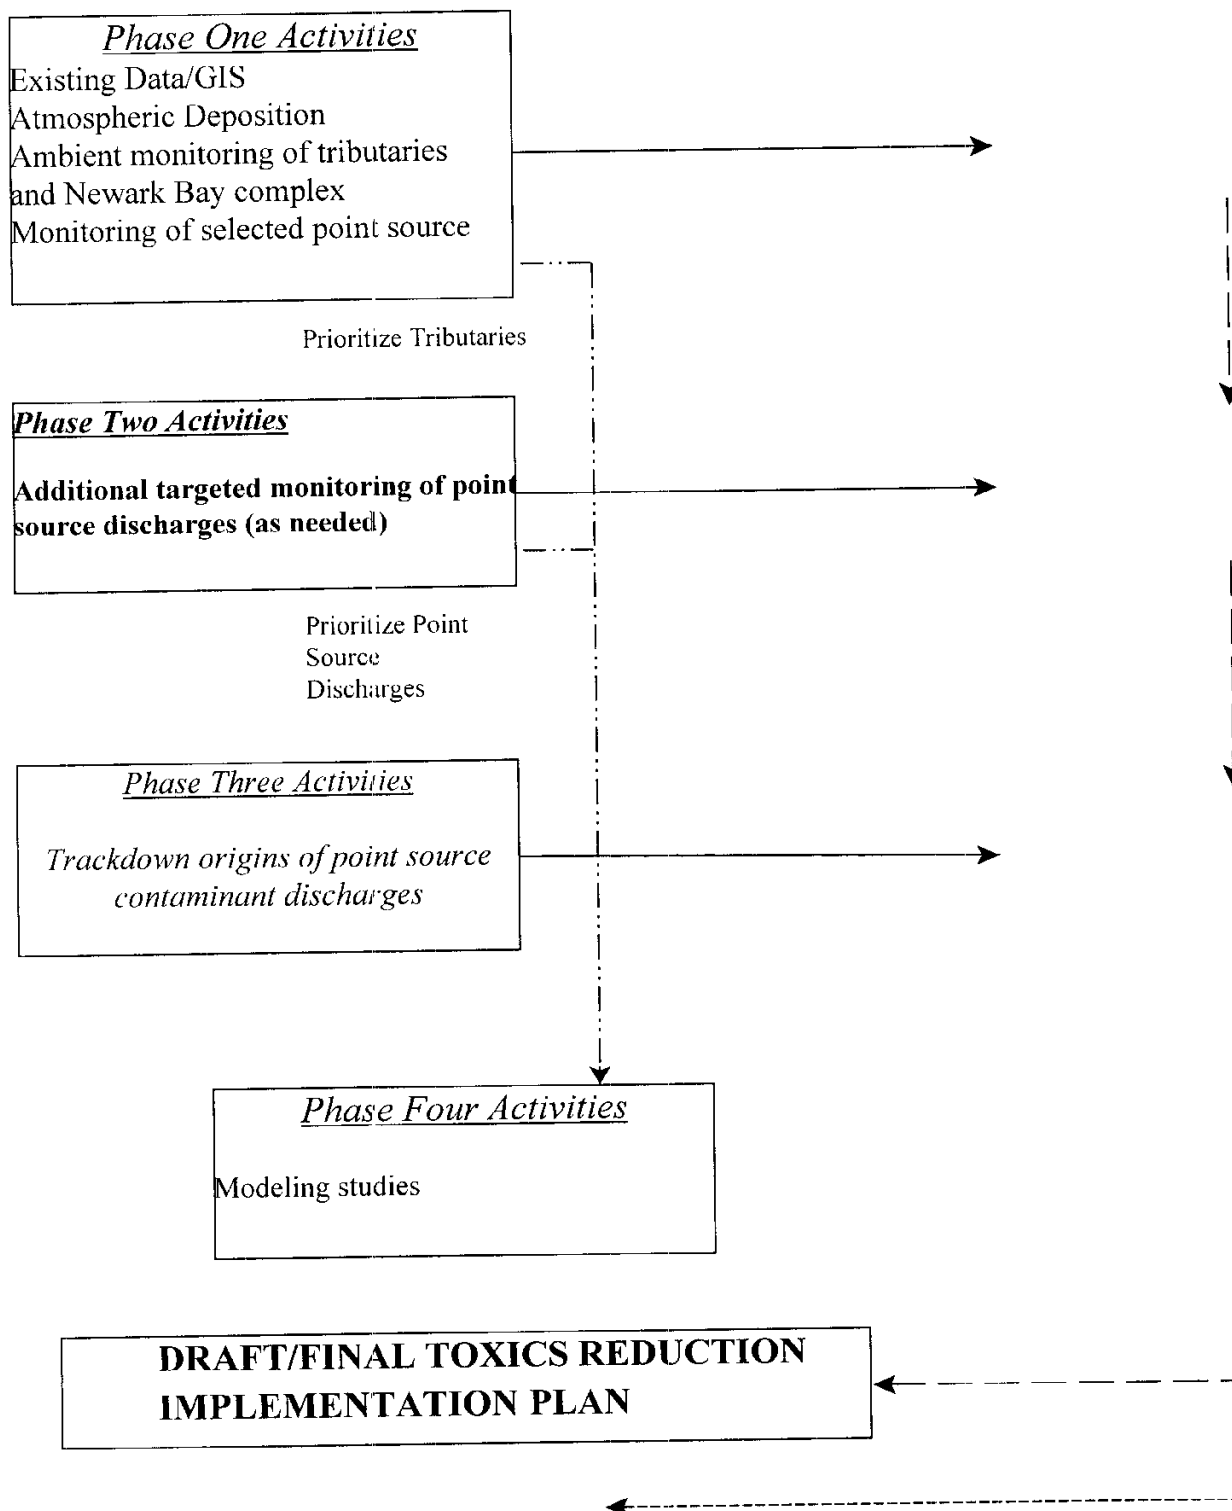 Phase One Activities
Existing Data/GIS
Atmospheric Deposition
Ambient monitoring of tributaries
and Newark Bay complex
Monitoring of selected point source
Prioritize Tributaries
Phase Two Activities
Additional targeted monitoring of point
source discharges (as needed)
Prioritize Point
Source
Discharges
Phase Three Activities
Trackdown origins of point source
contaminant discharges
Phase Four Activities
Modeling studies
DRAFT/FINAL TOXICS REDUCTION
IMPLEMENTATION PLAN